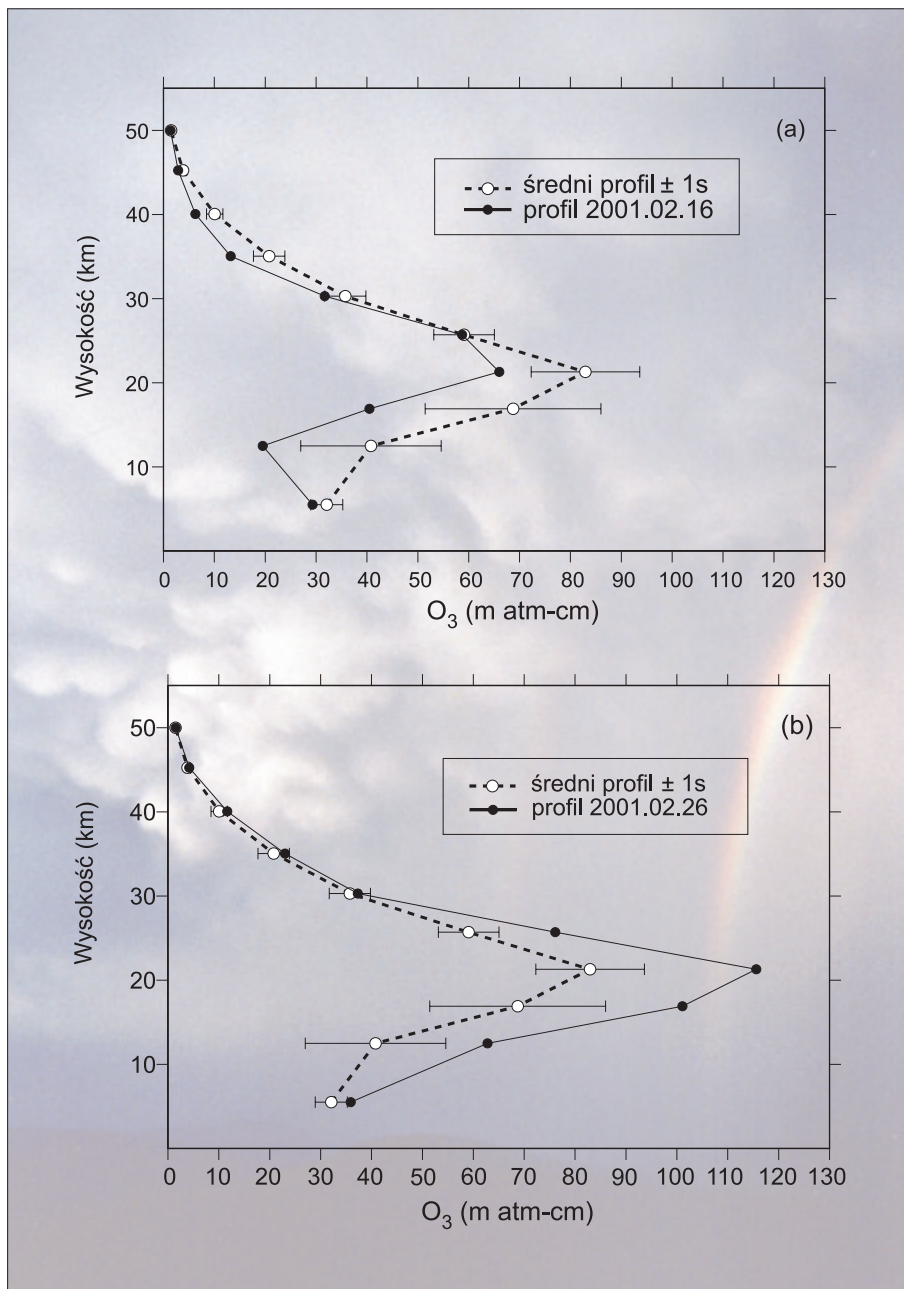 (a)
średni profil ± 1s
profil 2001.02.16
Wysokość (km)
50
40
30
20
10
0 10 20 30 40 50 60 70 80 90 100 110 120 130
O₃ (m atm-cm)
(b)
średni profil ± 1s
profil 2001.02.26
Wysokość (km)
50
40
30
20
10
0 10 20 30 40 50 60 70 80 90 100 110 120 130
O₃ (m atm-cm)